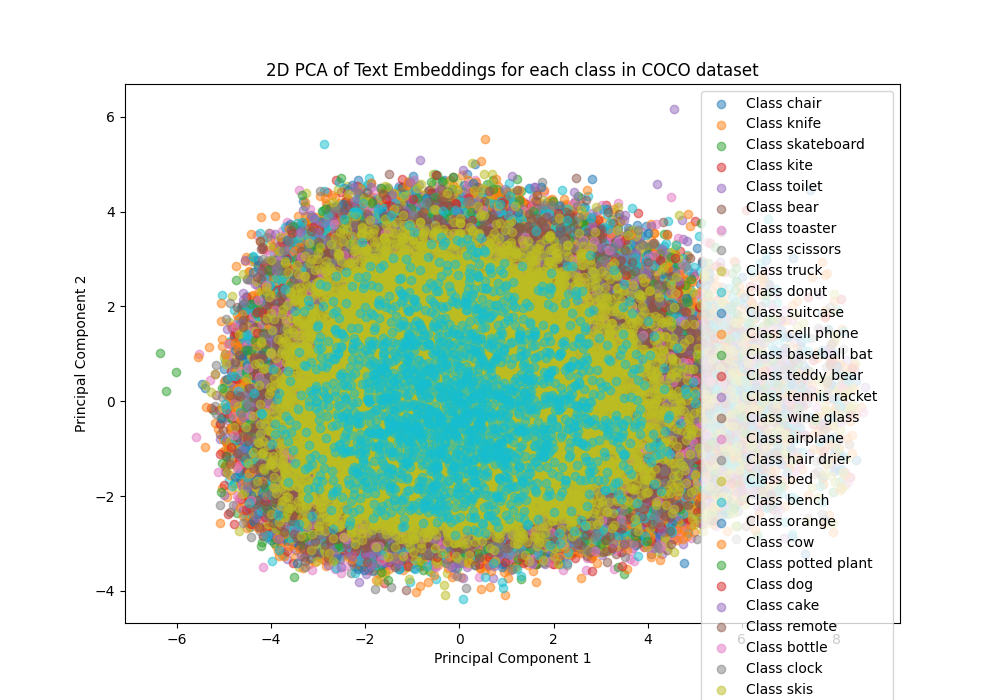 2D PCA of Text Embeddings for each class in COCO dataset
Principal Component 2
6
4
2
0
−2
−4
−6
−4
−2
0
2
4
6
8
Principal Component 1
Class chair
Class knife
Class skateboard
Class kite
Class toilet
Class bear
Class toaster
Class scissors
Class truck
Class donut
Class suitcase
Class cell phone
Class baseball bat
Class teddy bear
Class tennis racket
Class wine glass
Class airplane
Class hair drier
Class bed
Class bench
Class orange
Class cow
Class potted plant
Class dog
Class cake
Class remote
Class bottle
Class clock
Class skis